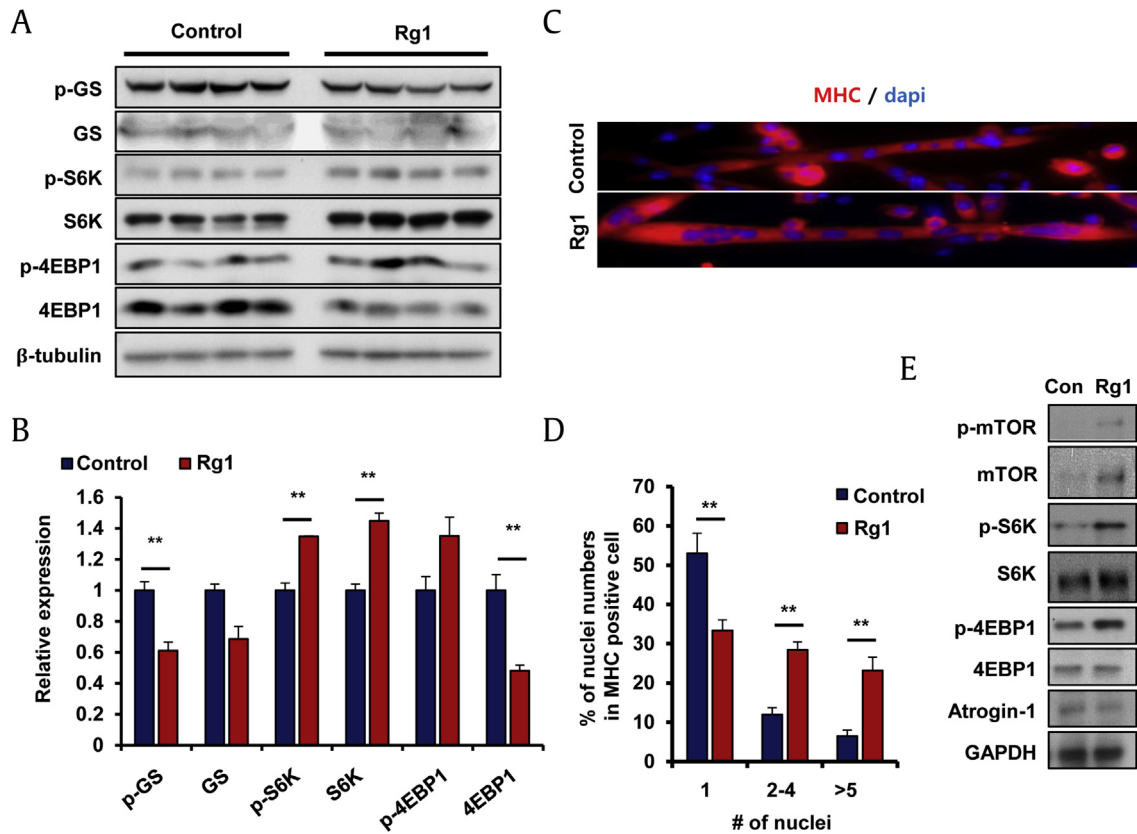 A
Control Rg1
p-GS
GS
p-S6K
S6K
p-4EBP1
4EBP1
β-tubulin
B
Control Rg1
Relative expression
1.6
1.4
1.2
1
0.8
0.6
0.4
0.2
0
** ** ** **
p-GS GS p-S6K S6K p-4EBP1 4EBP1
C
MHC / dapi
Control
Rg1
D
Control
Rg1
% of nuclei numbers
in MHC positive cell
70
60
50
40
30
20
10
0
** ** **
1 2-4 >5
# of nuclei
E
Con Rg1
p-mTOR
mTOR
p-S6K
S6K
p-4EBP1
4EBP1
Atrogin-1
GAPDH